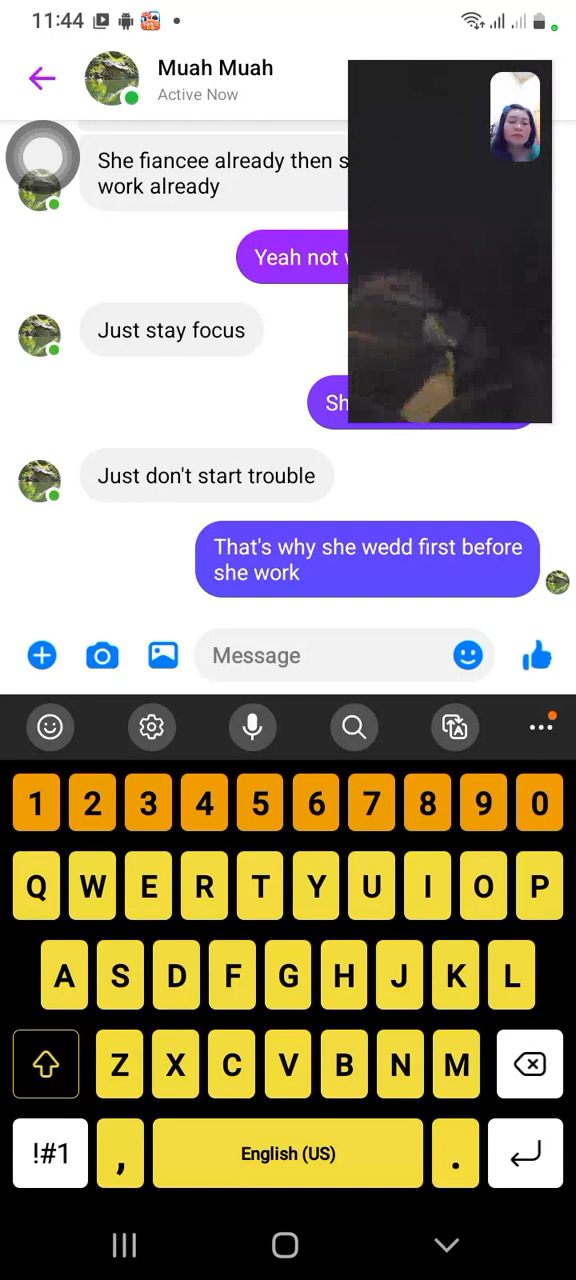 11:44
Muah Muah
Active Now
She fiancee already then
work already
Yeah not
Just stay focus
Sh
Just don't start trouble
That's why she wedd first before
she work
Message
1 2 3 4 5 6 7 8 9 0
Q W E R T Y U I O P
A S D F G H J K L
Z X C V B N M
!#1 , English (US) .